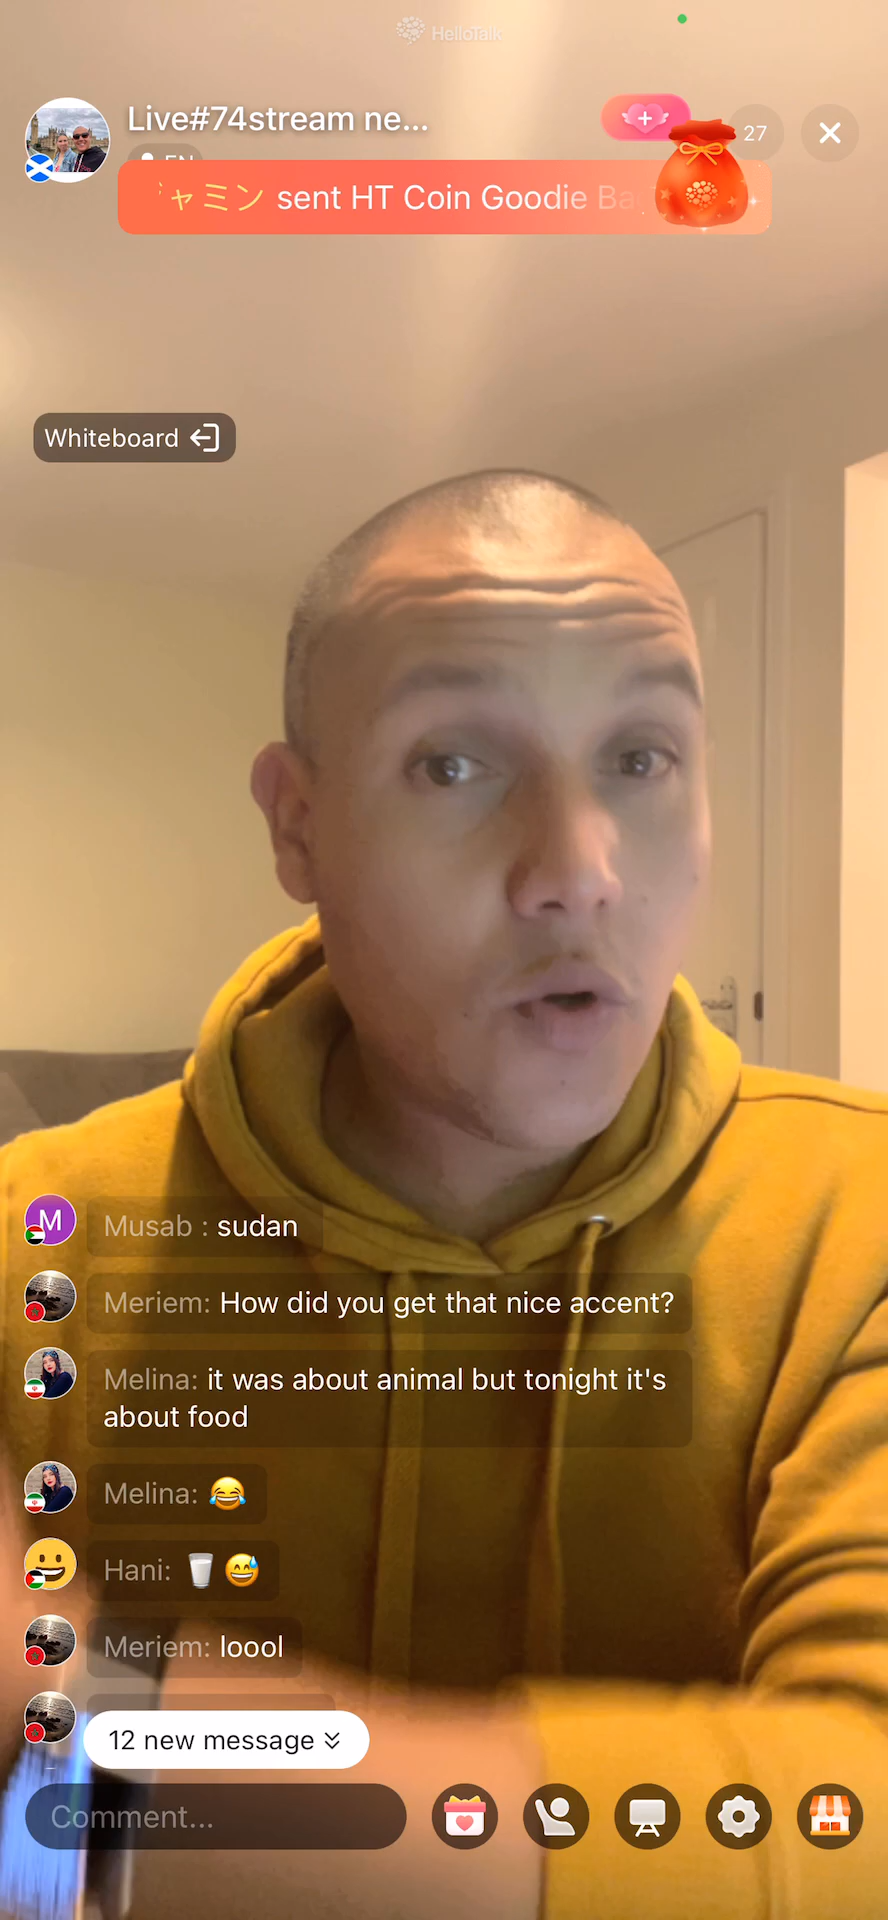 HelloTalk
Live#74stream ne...
27
EN
ャミン sent HT Coin Goodie Ba
Whiteboard
M
Musab : sudan
Meriem: How did you get that nice accent?
Melina: it was about animal but tonight it's
about food
Melina: 😂
Hani: 🥛😅
Meriem: loool
12 new message
Comment...